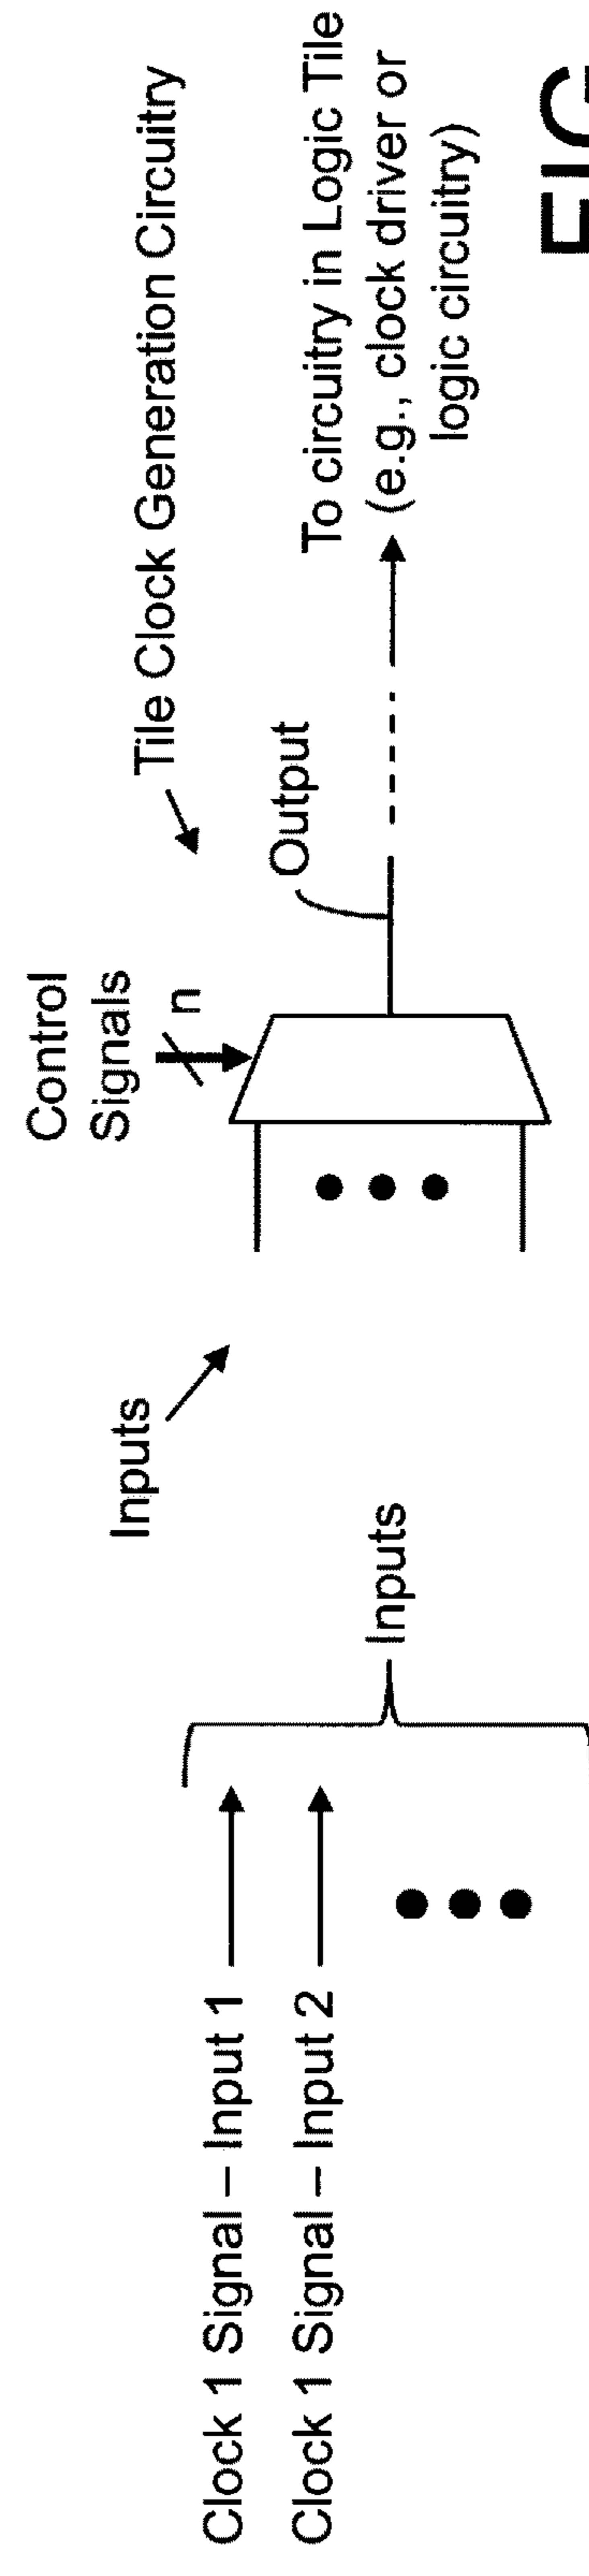 Control
Signals
n
Tile Clock Generation Circuitry
Inputs
Output
Clock 1 Signal – Input 1
Clock 1 Signal – Input 2
Inputs
To circuitry in Logic Tile
(e.g., clock driver or
logic circuitry)